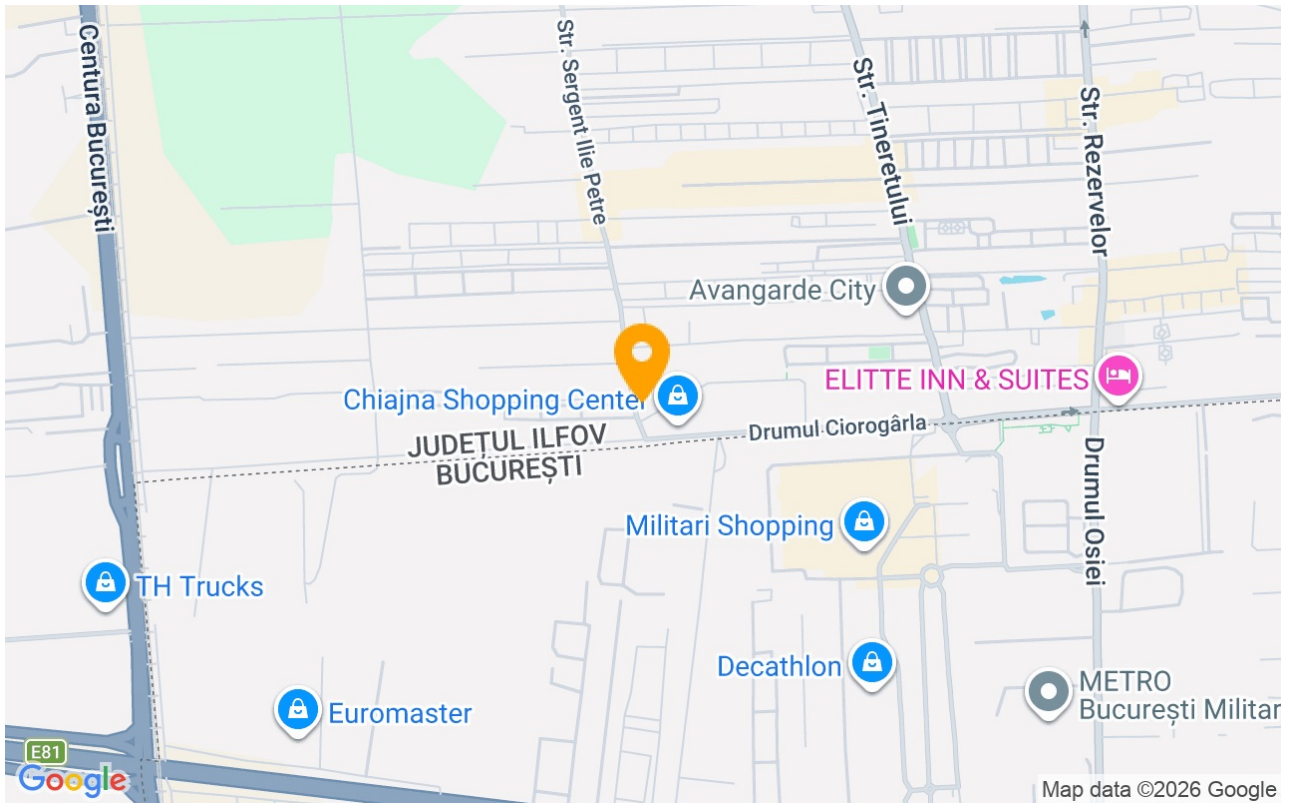 Centura București
Str. Sergent Ilie Petre
Str. Tineretului
Str. Rezervelor
Avangarde City
ELITTE INN & SUITES
Chiajna Shopping Center
Drumul Ciorogârla
JUDEȚUL ILFOV
BUCUREȘTI
Drumul Osiei
Militari Shopping
TH Trucks
Decathlon
METRO
București Militar
Euromaster
E81
Google
Map data ©2026 Google